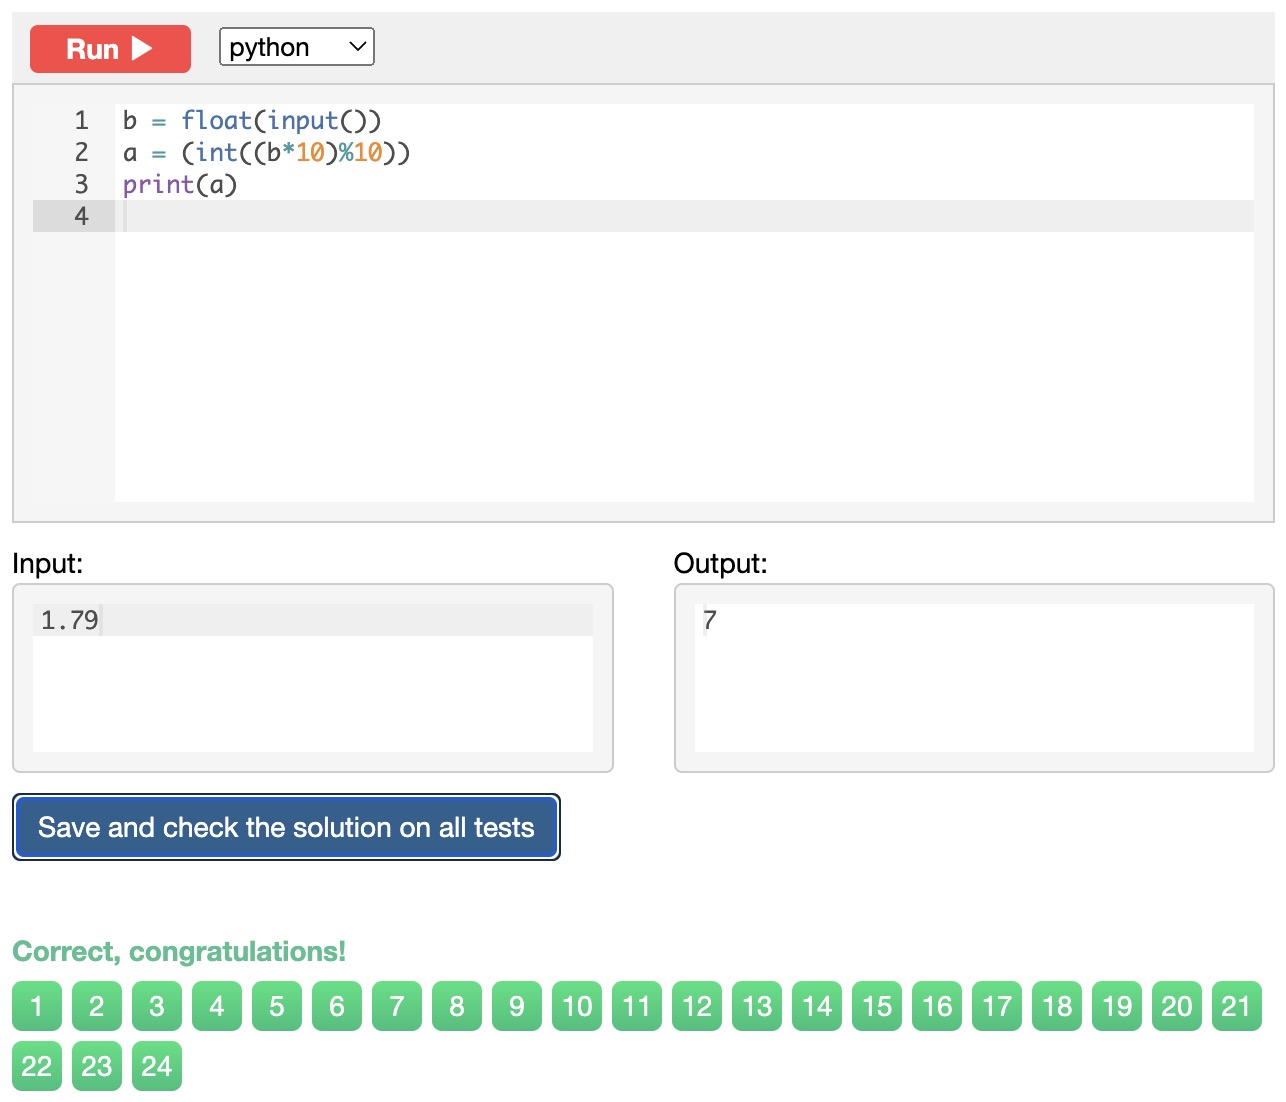 Run
python
1 b = float(input())
2 a = (int((b*10)%10))
3 print(a)
4
Input:
Output:
1.79
7
Save and check the solution on all tests
Correct, congratulations!
1 2 3 4 5 6 7 8 9 10 11 12 13 14 15 16 17 18 19 20 21
22 23 24